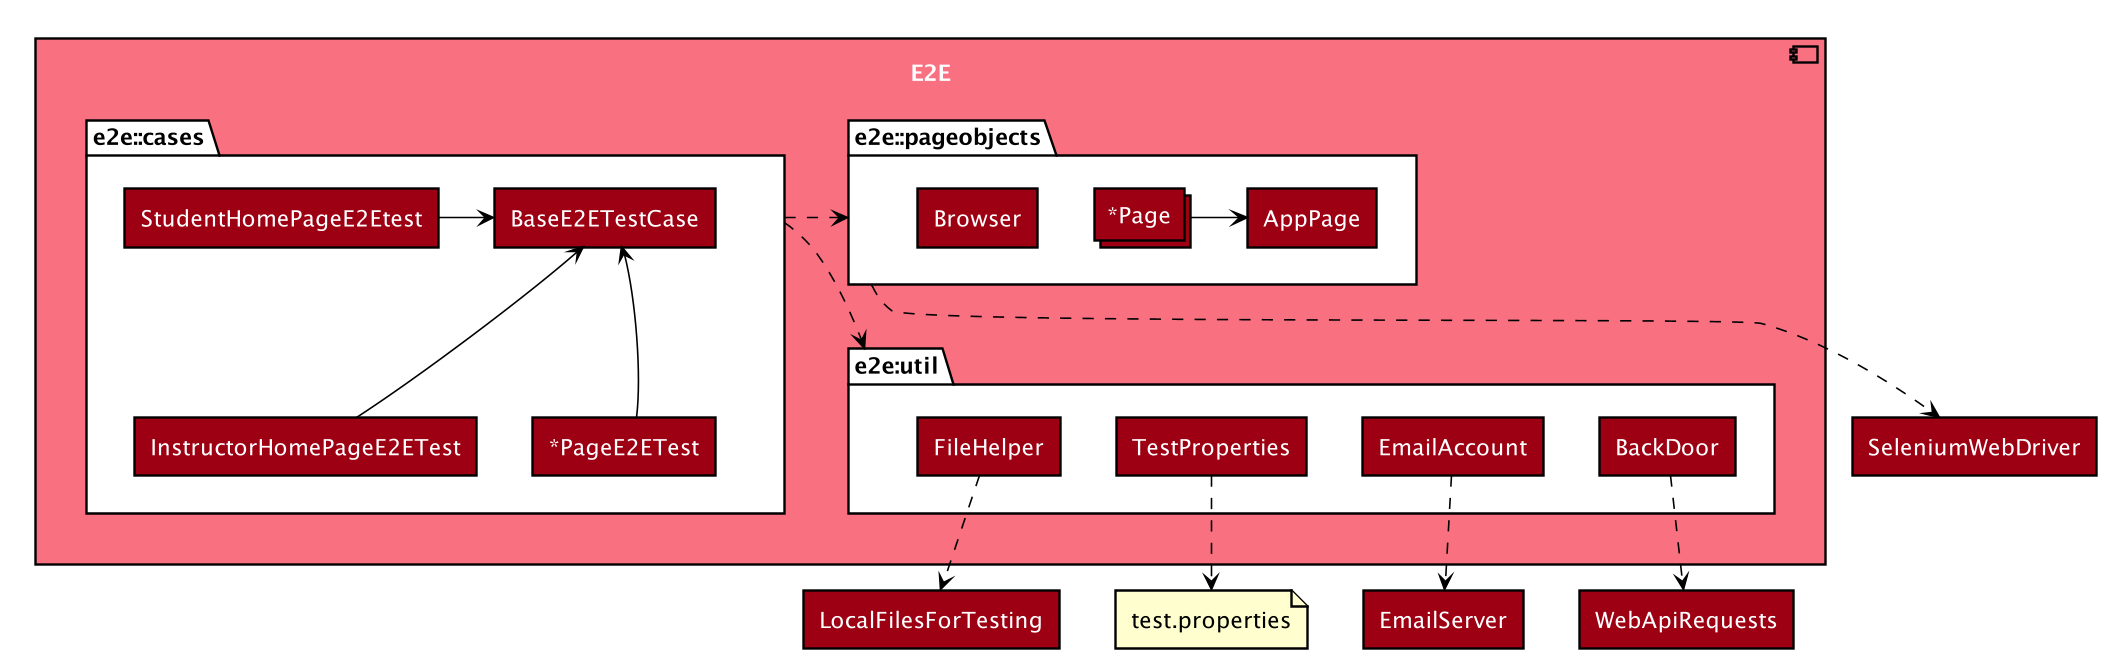 E2E
e2e::cases
e2e::pageobjects
StudentHomePageE2Etest
BaseE2ETestCase
Browser
*Page
AppPage
e2e:util
InstructorHomePageE2ETest
*PageE2ETest
FileHelper
TestProperties
EmailAccount
BackDoor
SeleniumWebDriver
LocalFilesForTesting
test.properties
EmailServer
WebApiRequests